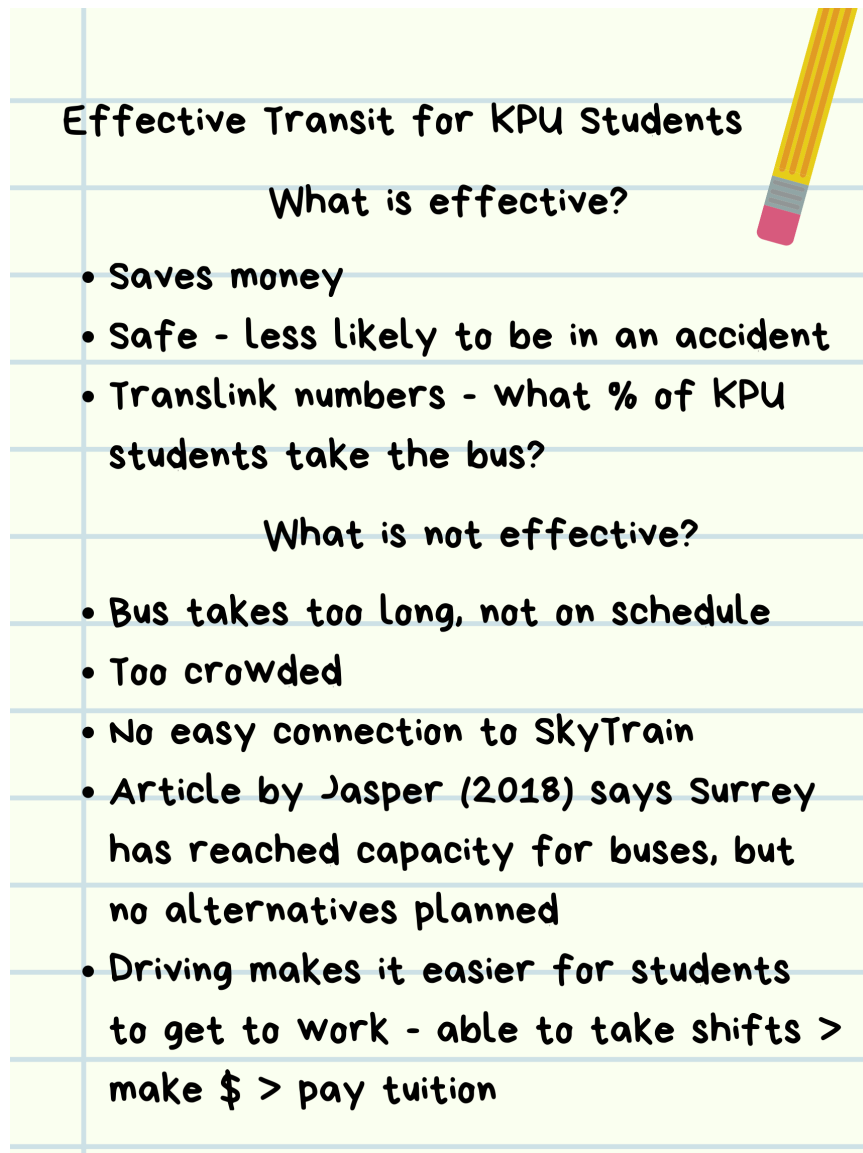 Effective Transit for KPU Students
What is effective?
• Saves money
• Safe - less likely to be in an accident
• Translink numbers - what % of KPU
students take the bus?
What is not effective?
• Bus takes too long, not on schedule
• Too crowded
• No easy connection to SkyTrain
• Article by Jasper (2018) says Surrey
has reached capacity for buses, but
no alternatives planned
• Driving makes it easier for students
to get to work - able to take shifts >
make $ > pay tuition